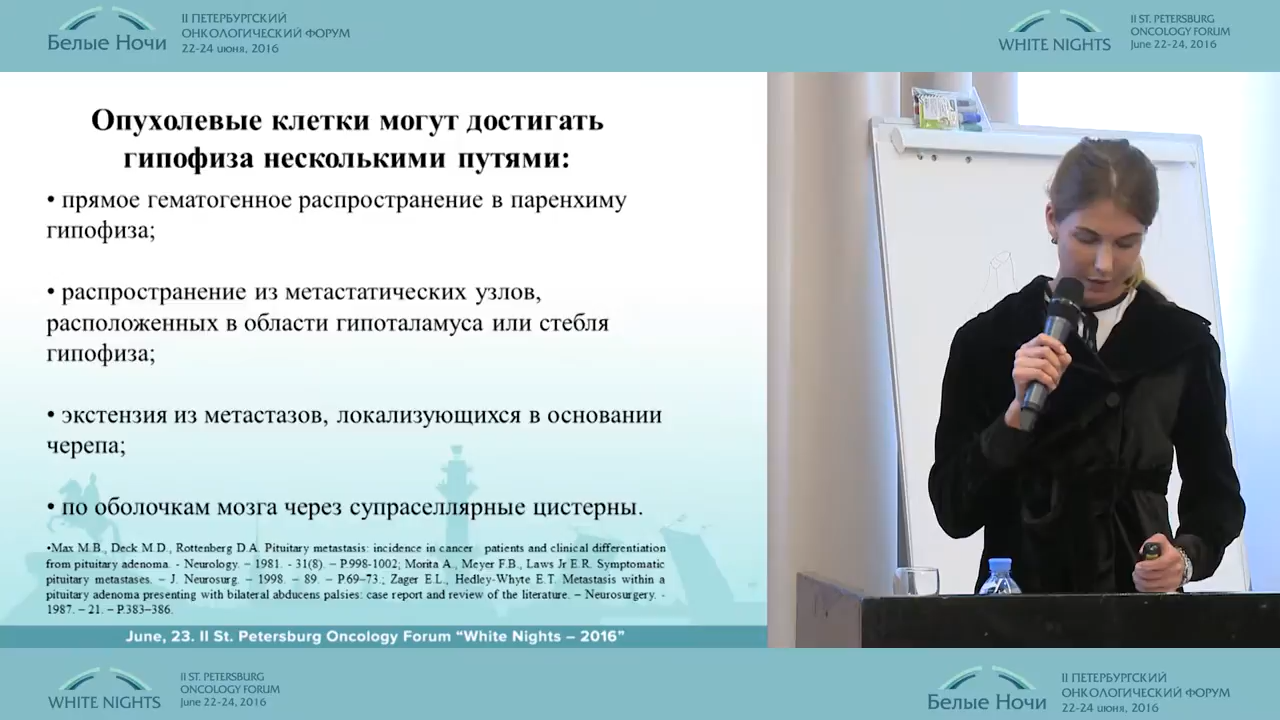 Белые Ночи
II ПЕТЕРБУРГСКИЙ
ОНКОЛОГИЧЕСКИЙ ФОРУМ
22-24 июня, 2016
WHITE NIGHTS
II ST. PETERSBURG
ONCOLOGY FORUM
June 22-24, 2016
Опухолевые клетки могут достигать
гипофиза несколькими путями:
• прямое гематогенное распространение в паренхиму
гипофиза;
• распространение из метастатических узлов,
расположенных в области гипоталамуса или стебля
гипофиза;
• экстензия из метастазов, локализующихся в основании
черепа;
• по оболочкам мозга через супраселлярные цистерны.
•Max M.B., Deck M.D., Rottenberg D.A. Pituitary metastasis: incidence in cancer patients and clinical differentiation
from pituitary adenoma. - Neurology. – 1981. - 31(8). – P.998-1002; Morita A., Meyer F.B., Laws Jr E.R. Symptomatic
pituitary metastases. – J. Neurosurg. – 1998. – 89. – P.69–73.; Zager E.L., Hedley-Whyte E.T. Metastasis within a
pituitary adenoma presenting with bilateral abducens palsies: case report and review of the literature. – Neurosurgery. -
1987. – 21. – P.383–386.
June, 23. II St. Petersburg Oncology Forum “White Nights – 2016”
WHITE NIGHTS
II ST. PETERSBURG
ONCOLOGY FORUM
June 22-24, 2016
Белые Ночи
II ПЕТЕРБУРГСКИЙ
ОНКОЛОГИЧЕСКИЙ ФОРУМ
22-24 июня, 2016